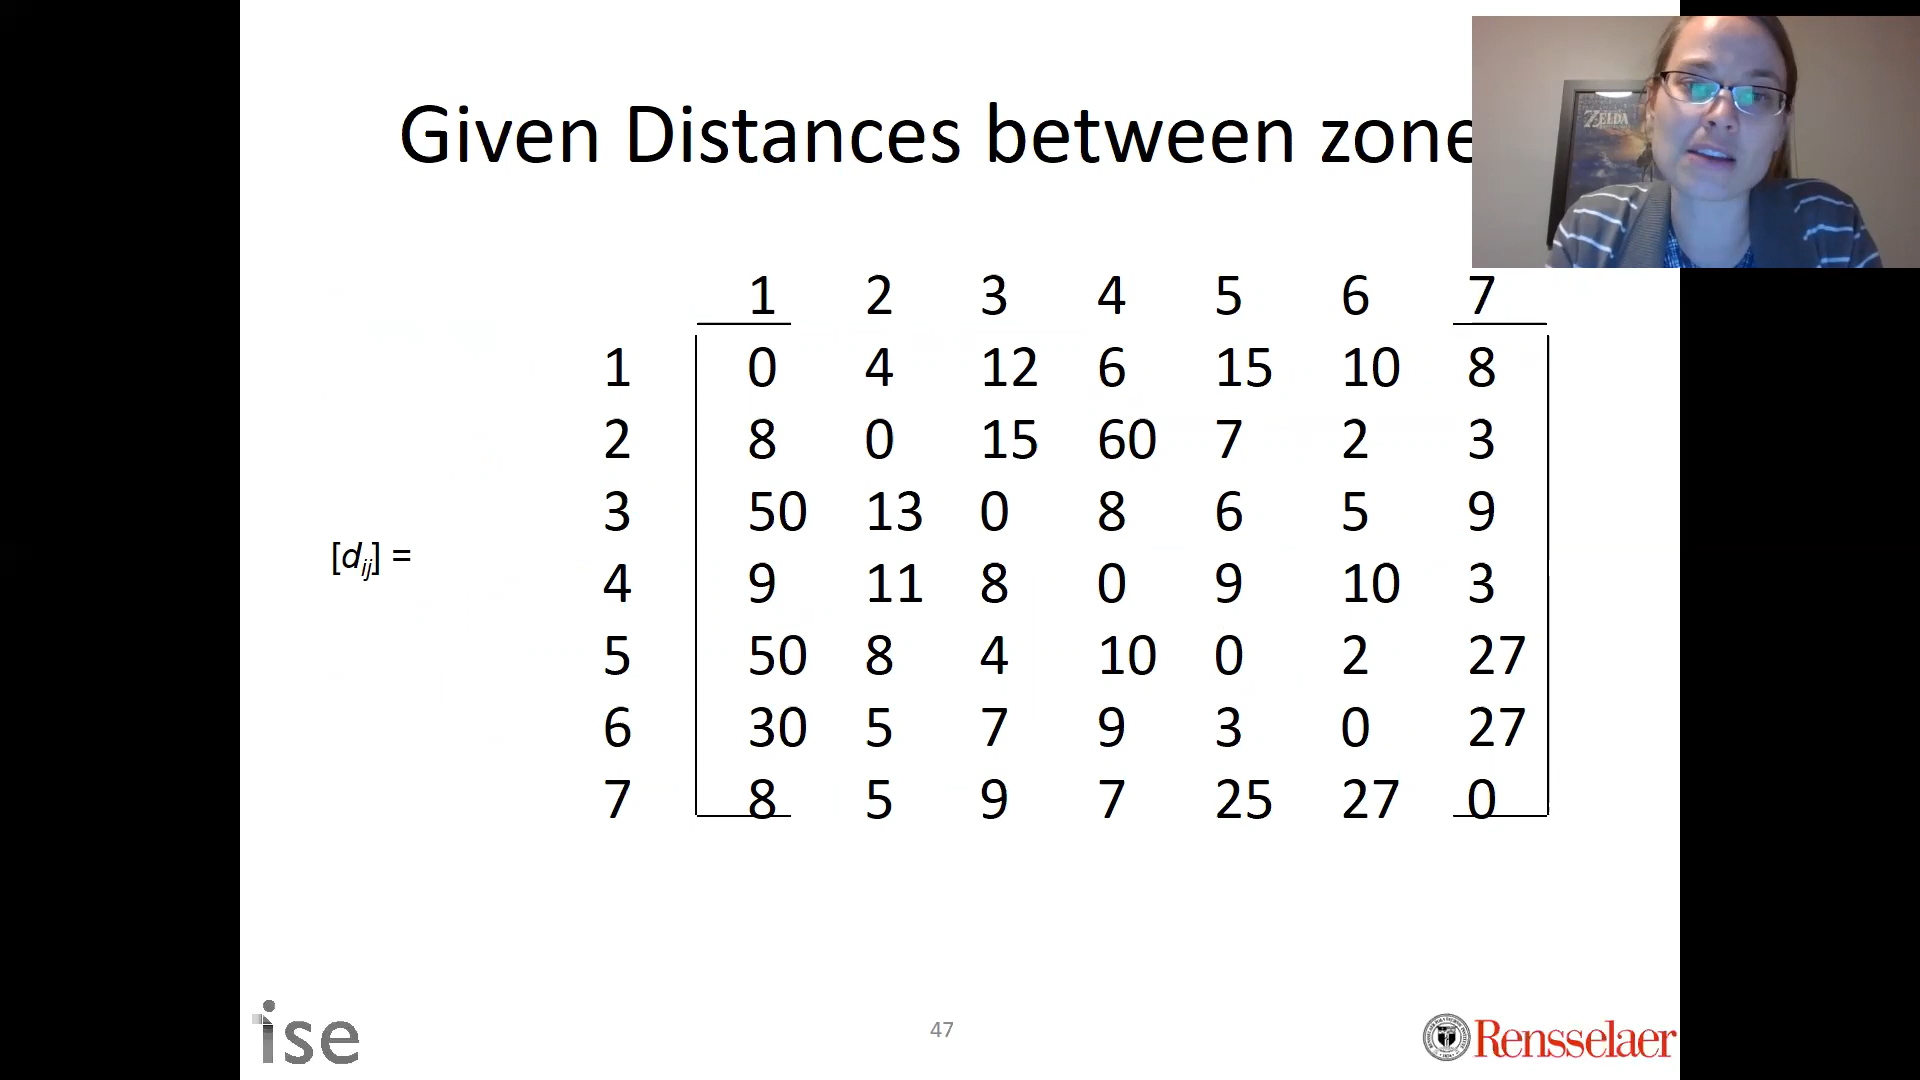 Given Distances between zone
ZELDA
1 2 3 4 5 6 7
1 0 4 12 6 15 10 8
2 8 0 15 60 7 2 3
3 50 13 0 8 6 5 9
[dij] =
4 9 11 8 0 9 10 3
5 50 8 4 10 0 2 27
6 30 5 7 9 3 0 27
7 8 5 9 7 25 27 0
ise
47
Rensselaer